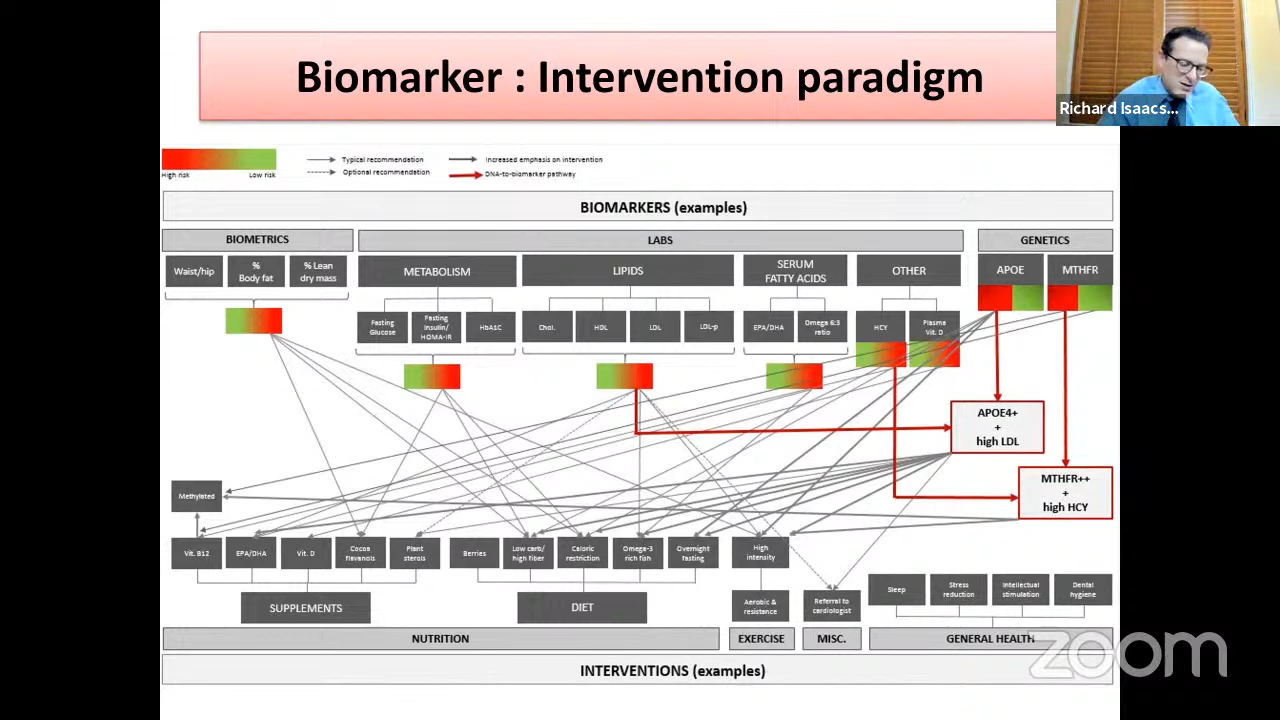 Biomarker : Intervention paradigm
Richard Isaacs...
High risk
Low risk
Typical recommendation
Optional recommendation
Increased emphasis on intervention
DNA-to-biomarker pathway
BIOMARKERS (examples)
BIOMETRICS
LABS
GENETICS
Waist/hip
%
Body fat
% Lean
dry mass
METABOLISM
LIPIDS
SERUM
FATTY ACIDS
OTHER
APOE
MTHFR
Fasting
Glucose
Fasting
Insulin/
HOMA-IR
HbA1C
Chol.
HDL
LDL
LDL-p
EPA/DHA
Omega 6:3
ratio
HCY
Plasma
Vit. D
APOE4+
+
high LDL
MTHFR++
+
high HCY
Methylated
Vit. B12
EPA/DHA
Vit. D
Cocoa
flavanols
Plant
sterols
Berries
Low carb/
high fiber
Caloric
restriction
Omega-3
rich fish
Overnight
fasting
High
intensity
SUPPLEMENTS
DIET
Aerobic &
resistance
Referral to
cardiologist
Sleep
Stress
reduction
Intellectual
stimulation
Dental
hygiene
NUTRITION
EXERCISE
MISC.
GENERAL HEALTH
INTERVENTIONS (examples)
zoom